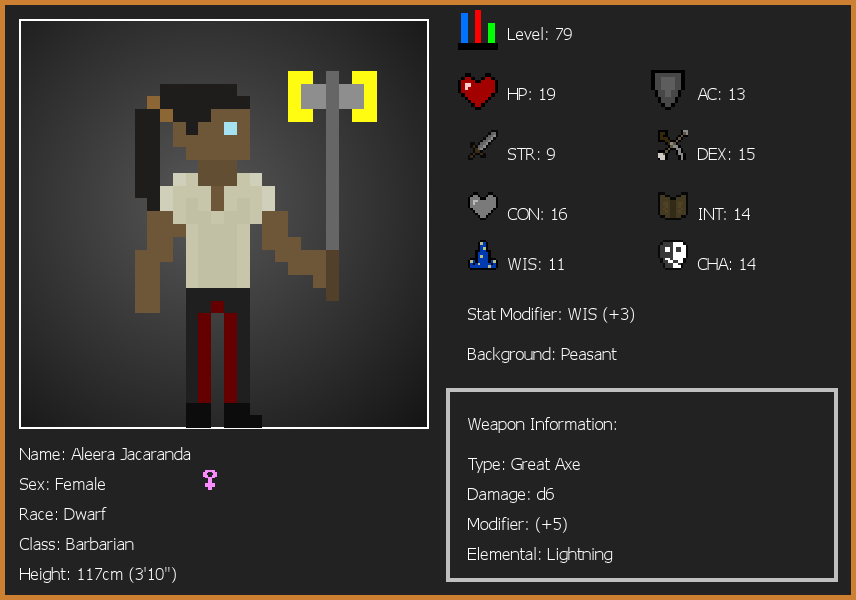 Level: 79
HP: 19
AC: 13
STR: 9
DEX: 15
CON: 16
INT: 14
WIS: 11
CHA: 14
Stat Modifier: WIS (+3)
Background: Peasant
Weapon Information:
Type: Great Axe
Damage: d6
Modifier: (+5)
Elemental: Lightning
Name: Aleera Jacaranda
Sex: Female
Race: Dwarf
Class: Barbarian
Height: 117cm (3'10")